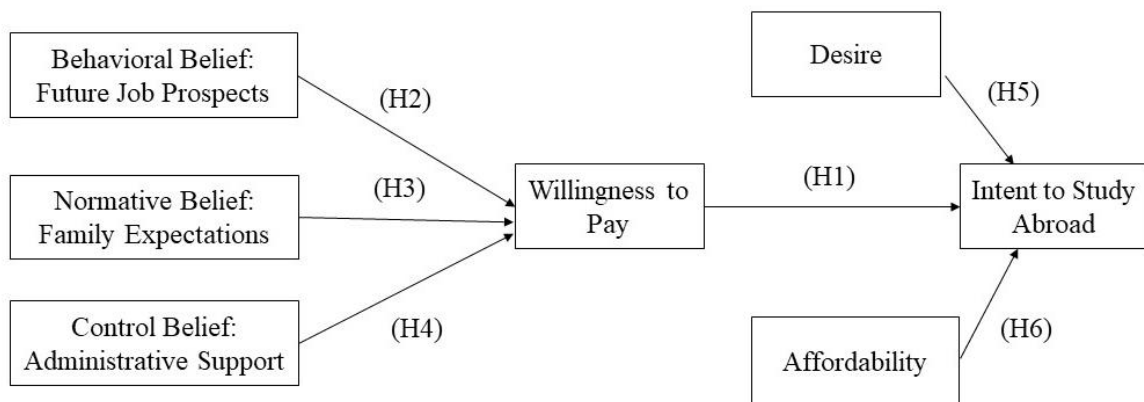 Behavioral Belief:
Future Job Prospects
(H2)
Normative Belief:
Family Expectations
(H3)
Control Belief:
Administrative Support
(H4)
Willingness to
Pay
(H1)
Desire
(H5)
Intent to Study
Abroad
Affordability
(H6)